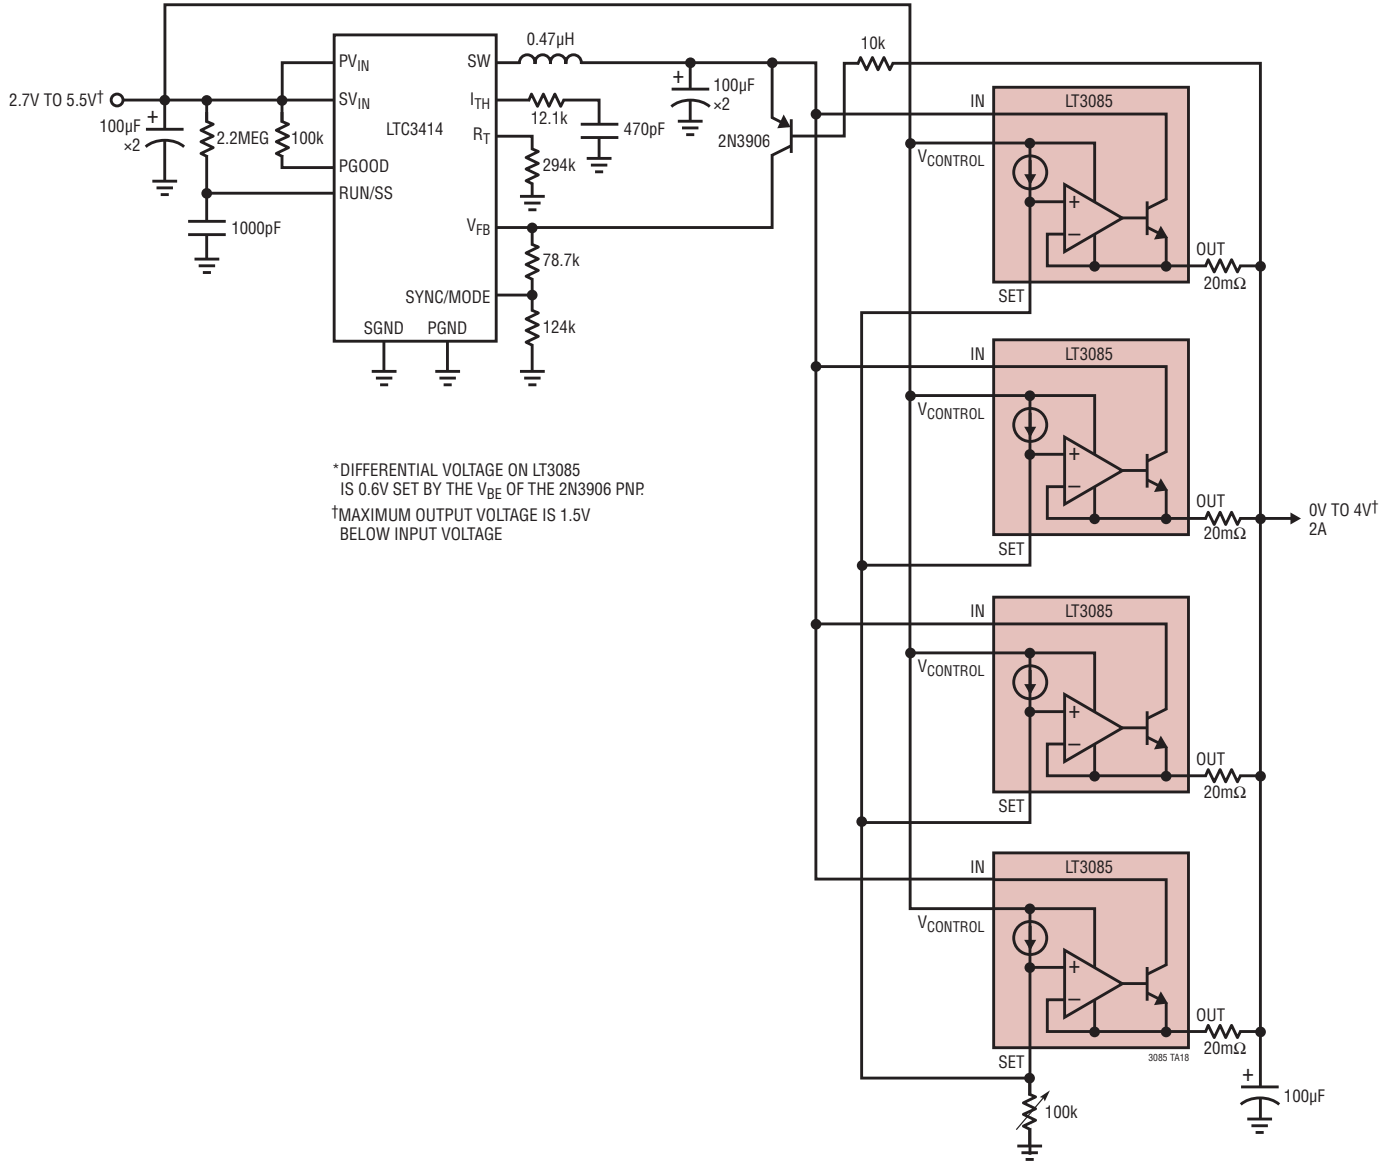 2.7V TO 5.5V†
100µF
×2
+
2.2MEG
100k
1000pF
PVIN
SVIN
PGOOD
RUN/SS
LTC3414
SW
ITH
RT
VFB
SYNC/MODE
SGND
PGND
0.47µH
12.1k
470pF
294k
78.7k
124k
+
100µF
×2
2N3906
10k
*DIFFERENTIAL VOLTAGE ON LT3085
IS 0.6V SET BY THE VBE OF THE 2N3906 PNP.
†MAXIMUM OUTPUT VOLTAGE IS 1.5V
BELOW INPUT VOLTAGE
IN
LT3085
VCONTROL
+
–
OUT
20mΩ
SET
IN
LT3085
VCONTROL
+
–
OUT
20mΩ
SET
0V TO 4V†
2A
IN
LT3085
VCONTROL
+
–
OUT
20mΩ
SET
IN
LT3085
VCONTROL
+
–
OUT
20mΩ
SET
3085 TA18
100k
+
100µF